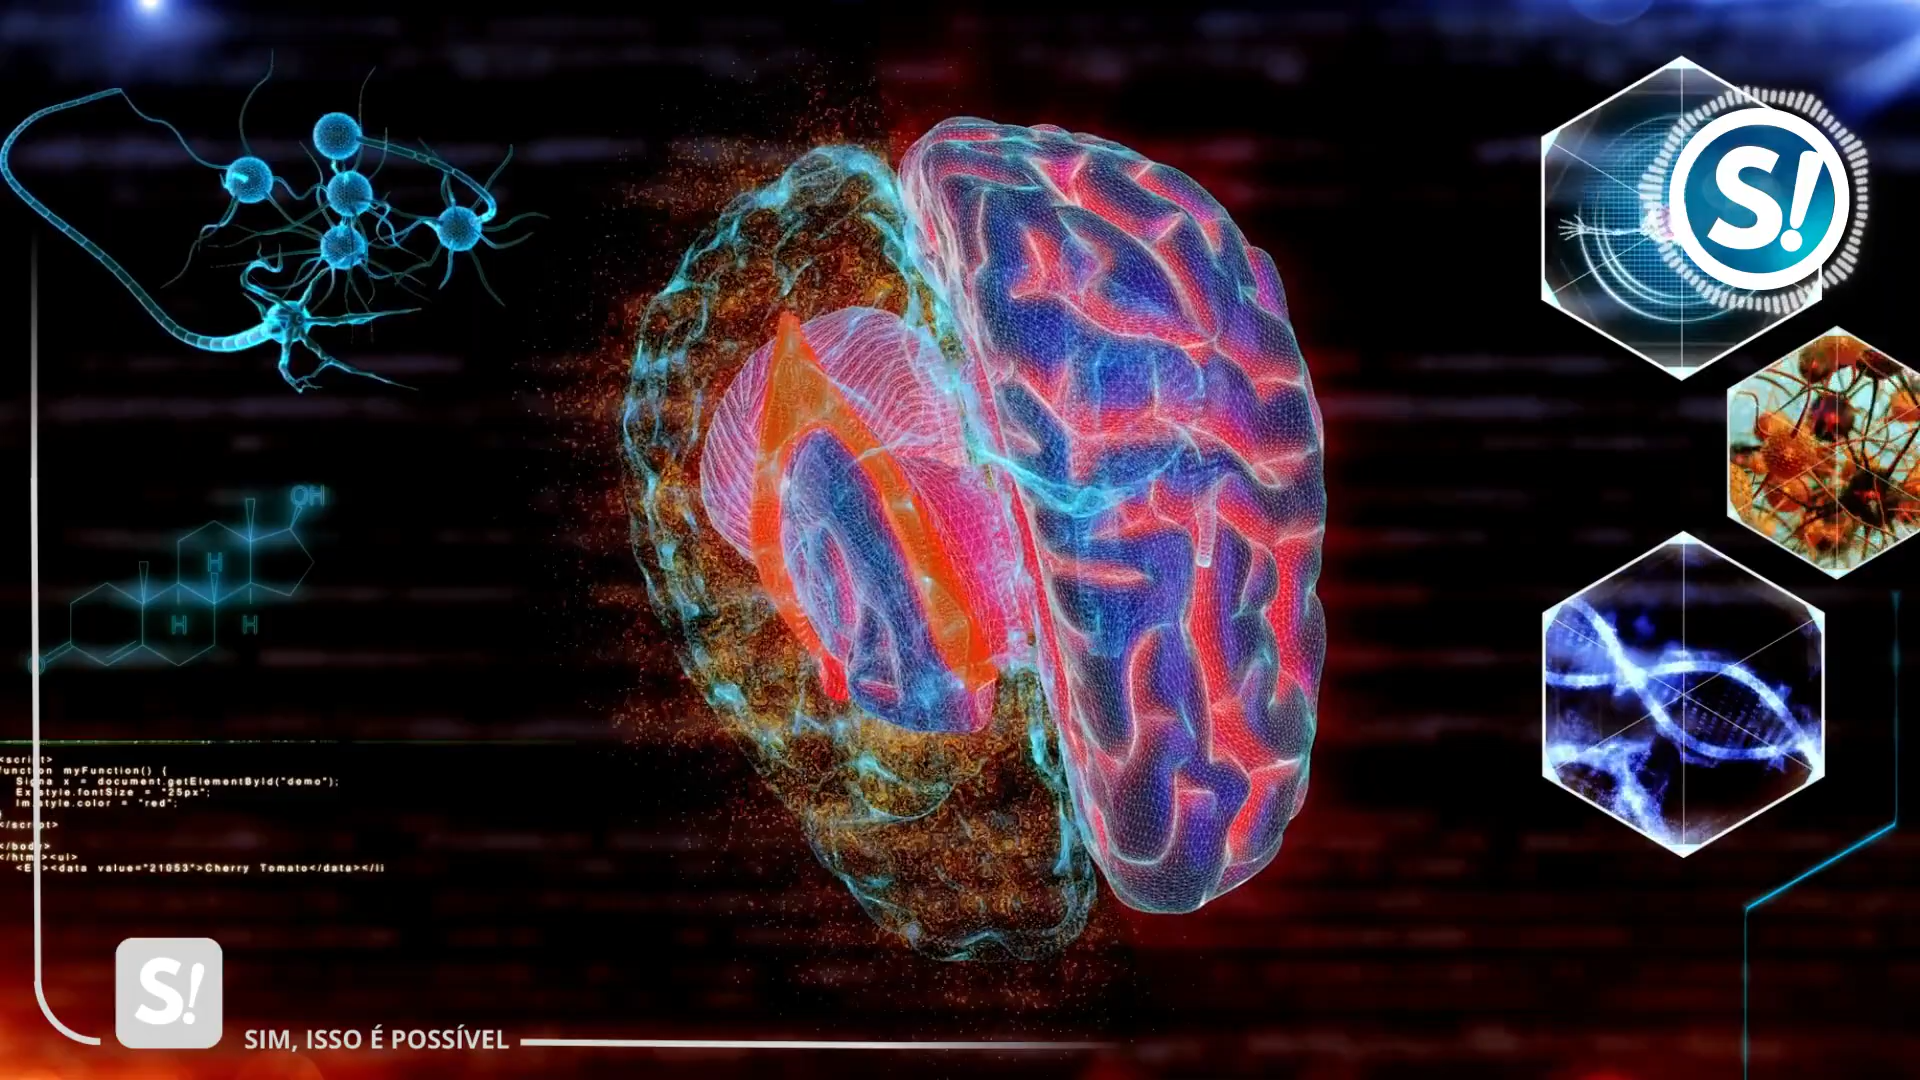 S!
OH
H
H
H
O
<script>
function myFunction() {
document.getElementById("demo");
style.fontSize = "25px";
style.color = "red";
</script>
</body>
</html><ul>
<data value="21053">Cherry Tomato</data></li
S!
SIM, ISSO É POSSÍVEL